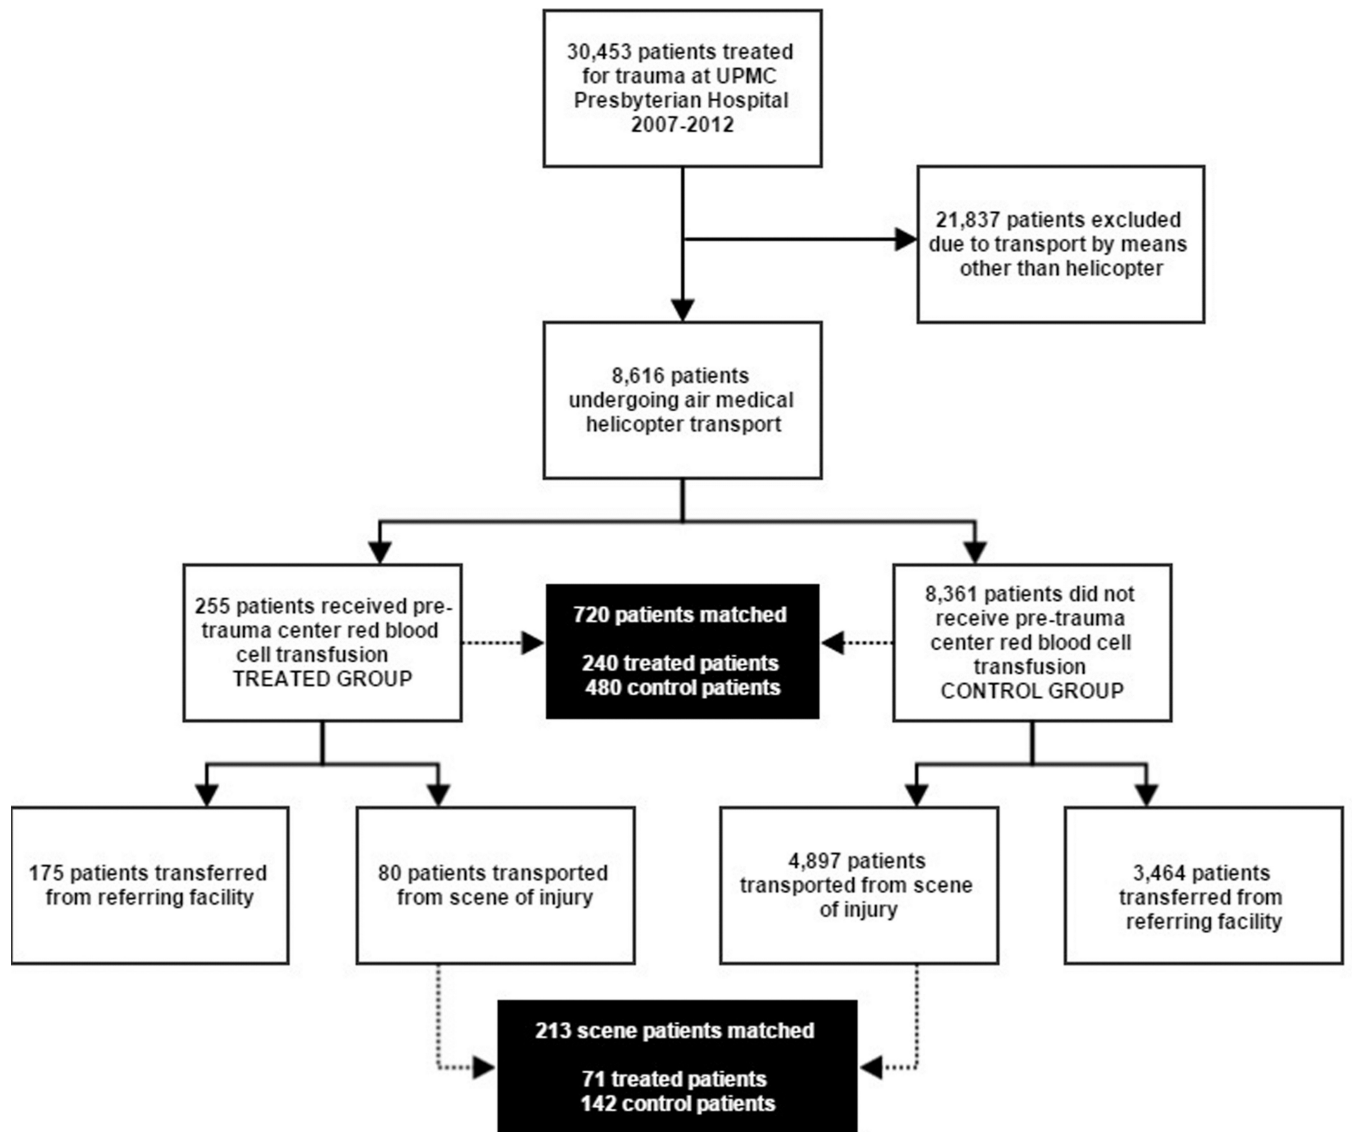 30,453 patients treated
for trauma at UPMC
Presbyterian Hospital
2007-2012
21,837 patients excluded
due to transport by means
other than helicopter
8,616 patients
undergoing air medical
helicopter transport
255 patients received pre-
trauma center red blood
cell transfusion
TREATED GROUP
720 patients matched
240 treated patients
480 control patients
8,361 patients did not
receive pre-trauma
center red blood cell
transfusion
CONTROL GROUP
175 patients transferred
from referring facility
80 patients transported
from scene of injury
4,897 patients
transported from scene
of injury
3,464 patients
transferred from
referring facility
213 scene patients matched
71 treated patients
142 control patients